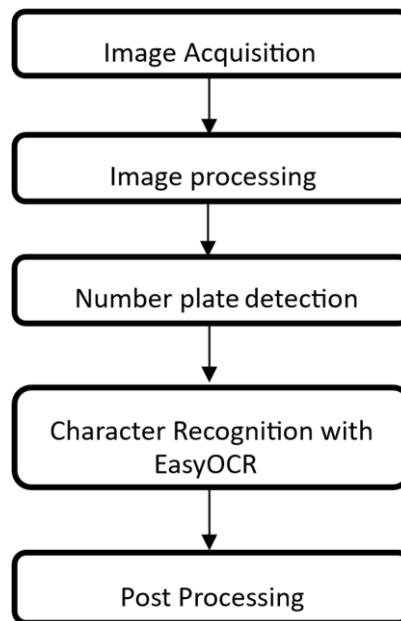 Image Acquisition
Image processing
Number plate detection
Character Recognition with
EasyOCR
Post Processing